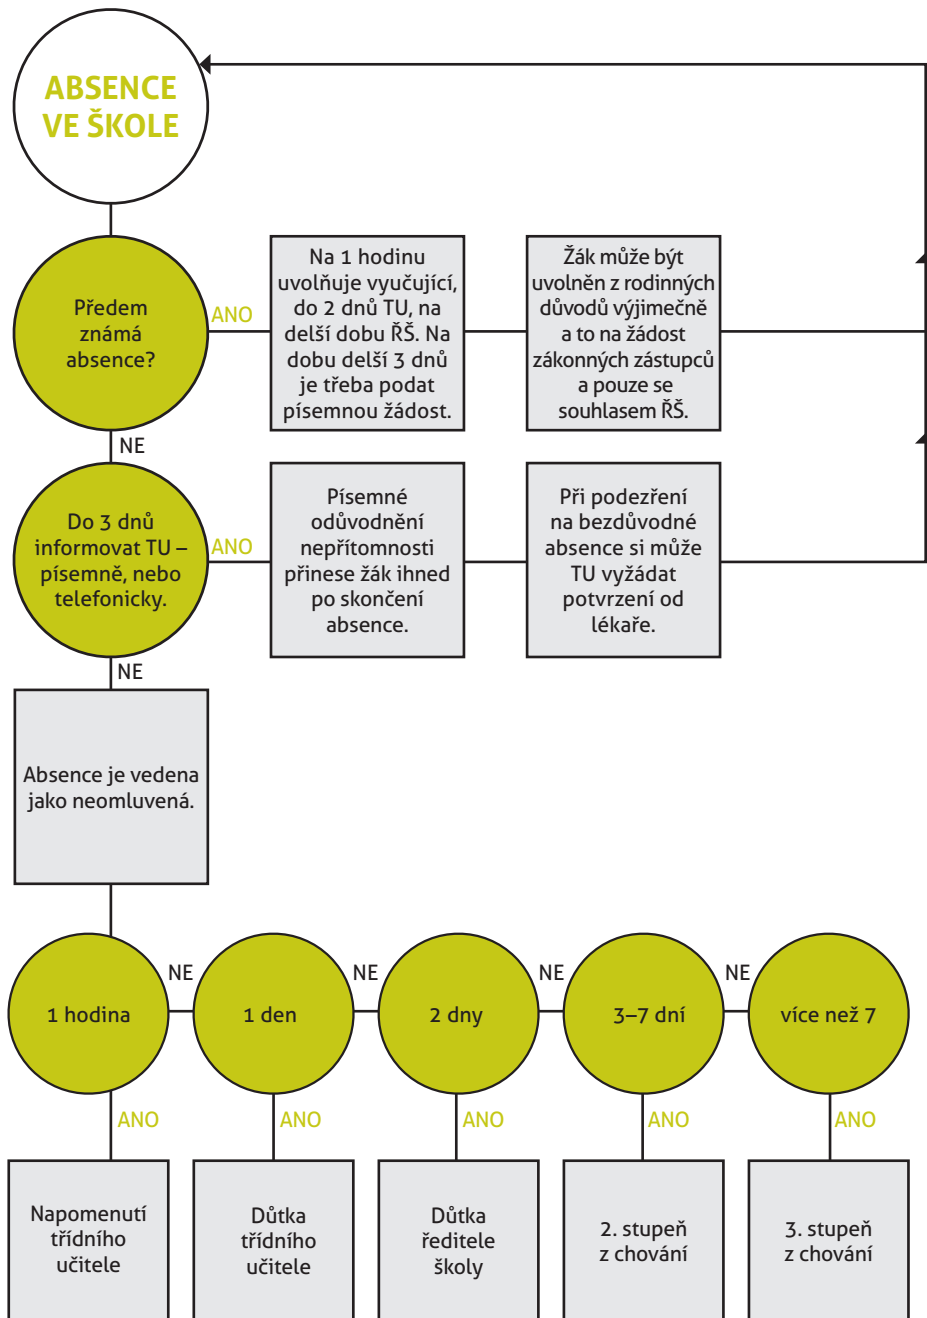 ABSENCE
VE ŠKOLE
Předem
známá
absence?
ANO
Na 1 hodinu
uvolňuje vyučující,
do 2 dnů TU, na
delší dobu ŘŠ. Na
dobu delší 3 dnů
je třeba podat
písemnou žádost.
Žák může být
uvolněn z rodinných
důvodů výjimečně
a to na žádost
zákonných zástupců
a pouze se
souhlasem ŘŠ.
NE
Do 3 dnů
informovat TU –
písemně, nebo
telefonicky.
ANO
Písemné
odůvodnění
nepřítomnosti
přinese žák ihned
po skončení
absence.
Při podezření
na bezdůvodné
absence si může
TU vyžádat
potvrzení od
lékaře.
NE
Absence je vedena
jako neomluvená.
1 hodina
NE
1 den
NE
2 dny
NE
3–7 dní
NE
více než 7
ANO
ANO
ANO
ANO
ANO
Napomenutí
třídního
učitele
Důtka
třídního
učitele
Důtka
ředitele
školy
2. stupeň
z chování
3. stupeň
z chování